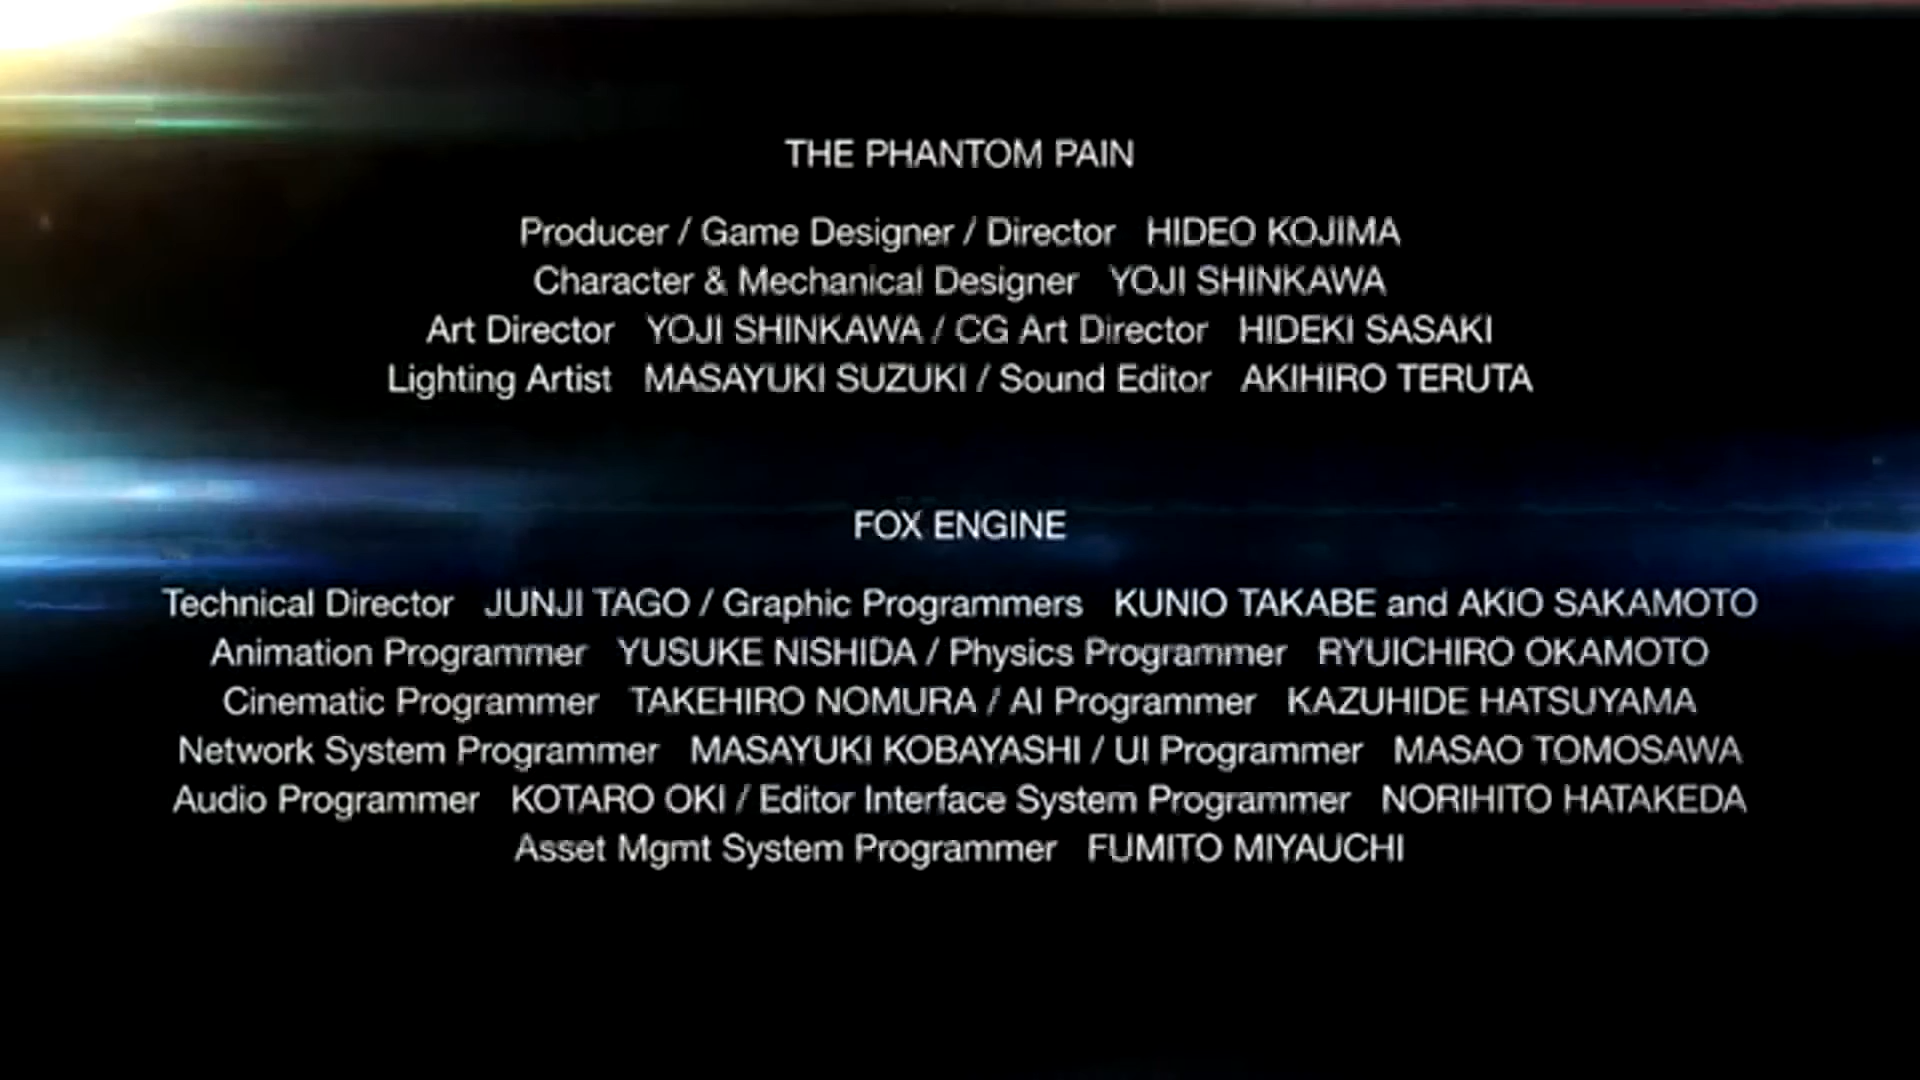 THE PHANTOM PAIN
Producer / Game Designer / Director HIDEO KOJIMA
Character & Mechanical Designer YOJI SHINKAWA
Art Director YOJI SHINKAWA / CG Art Director HIDEKI SASAKI
Lighting Artist MASAYUKI SUZUKI / Sound Editor AKIHIRO TERUTA
FOX ENGINE
Technical Director JUNJI TAGO / Graphic Programmers KUNIO TAKABE and AKIO SAKAMOTO
Animation Programmer YUSUKE NISHIDA / Physics Programmer RYUICHIRO OKAMOTO
Cinematic Programmer TAKEHIRO NOMURA / AI Programmer KAZUHIDE HATSUYAMA
Network System Programmer MASAYUKI KOBAYASHI / UI Programmer MASAO TOMOSAWA
Audio Programmer KOTARO OKI / Editor Interface System Programmer NORIHITO HATAKEDA
Asset Mgmt System Programmer FUMITO MIYAUCHI